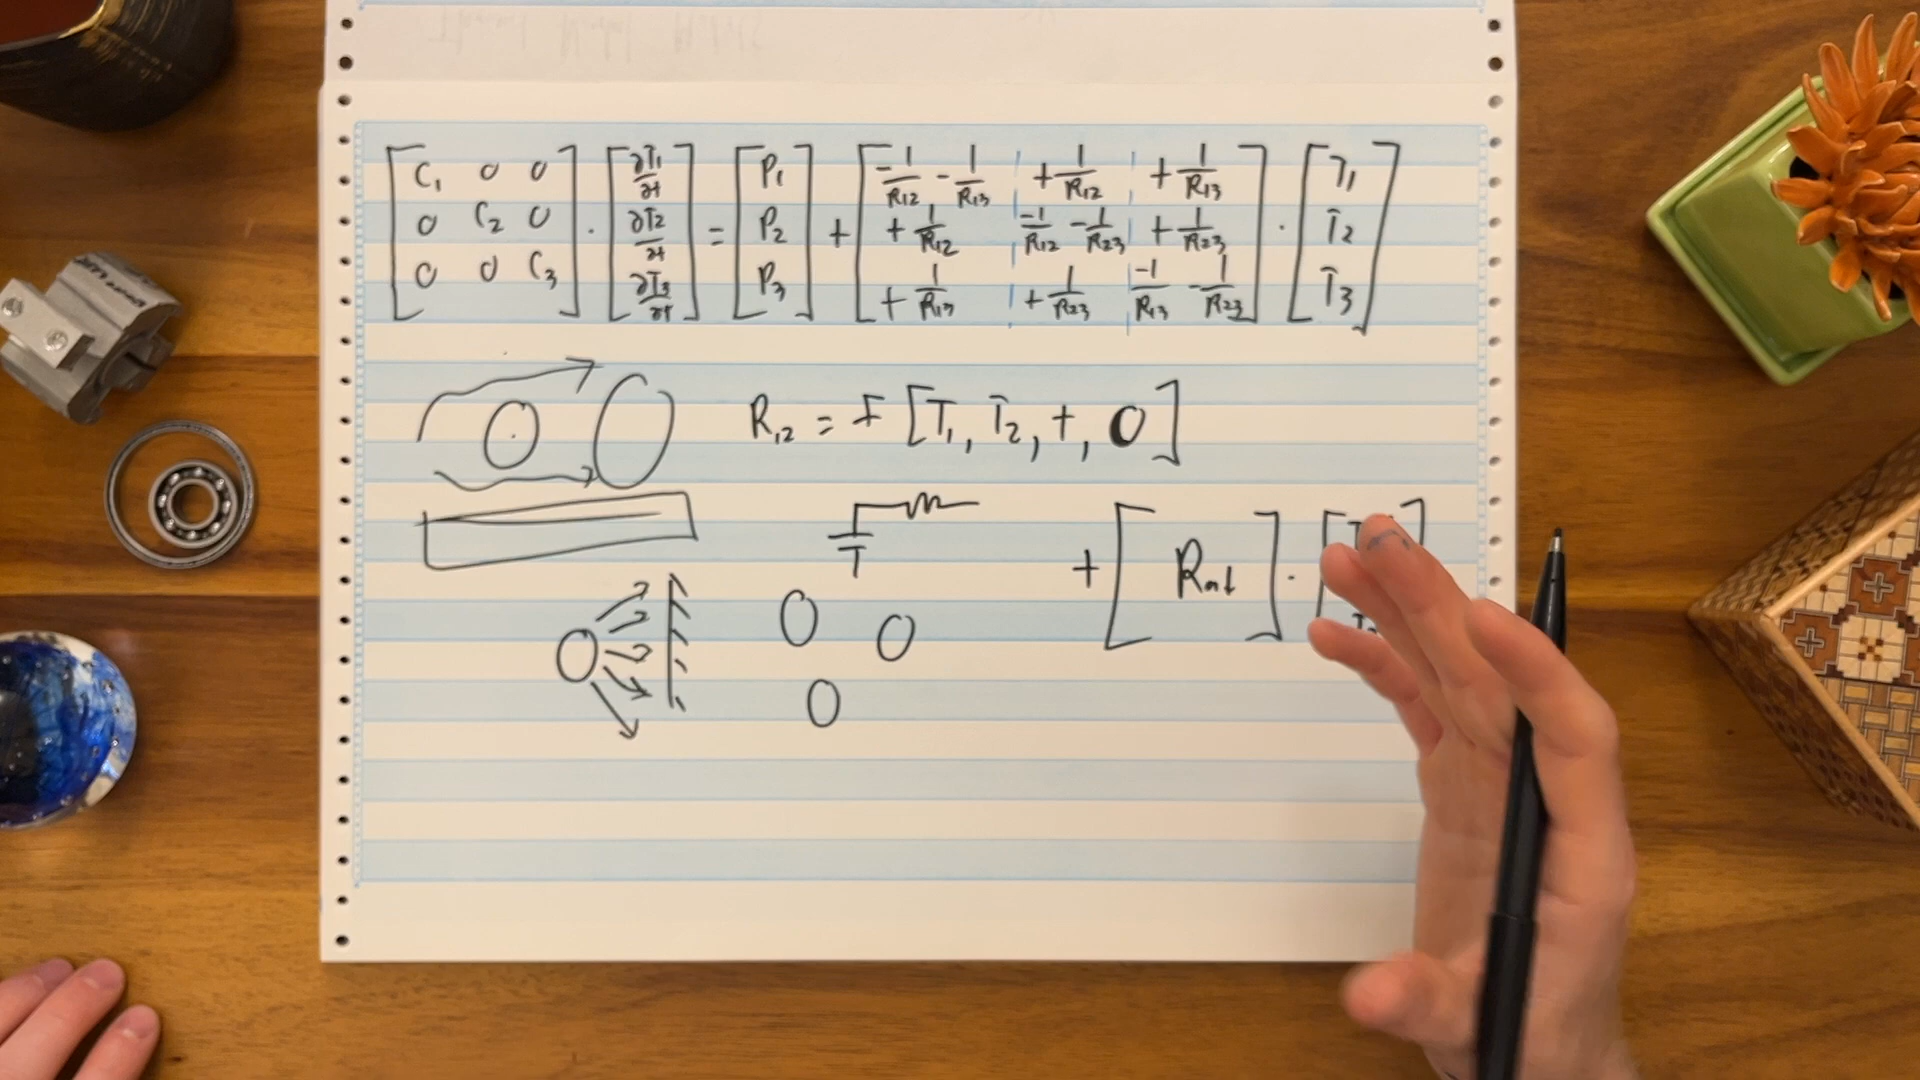 [C₁ 0 0] · [∂T₁/∂t] = [P₁] + [-1/R₁₂ -1/R₁₃ +1/R₁₂ +1/R₁₃] · [T₁]
[0 C₂ 0] [∂T₂/∂t] [P₂] [+1/R₁₂ -1/R₁₂ -1/R₂₃ +1/R₂₃] [T₂]
[0 0 C₃] [∂T₃/∂t] [P₃] [+1/R₁₃ +1/R₂₃ -1/R₁₃ -1/R₂₃] [T₃]
R₁₂ = F [T₁, T₂, t, O]
T
+ [ ] · [ ]